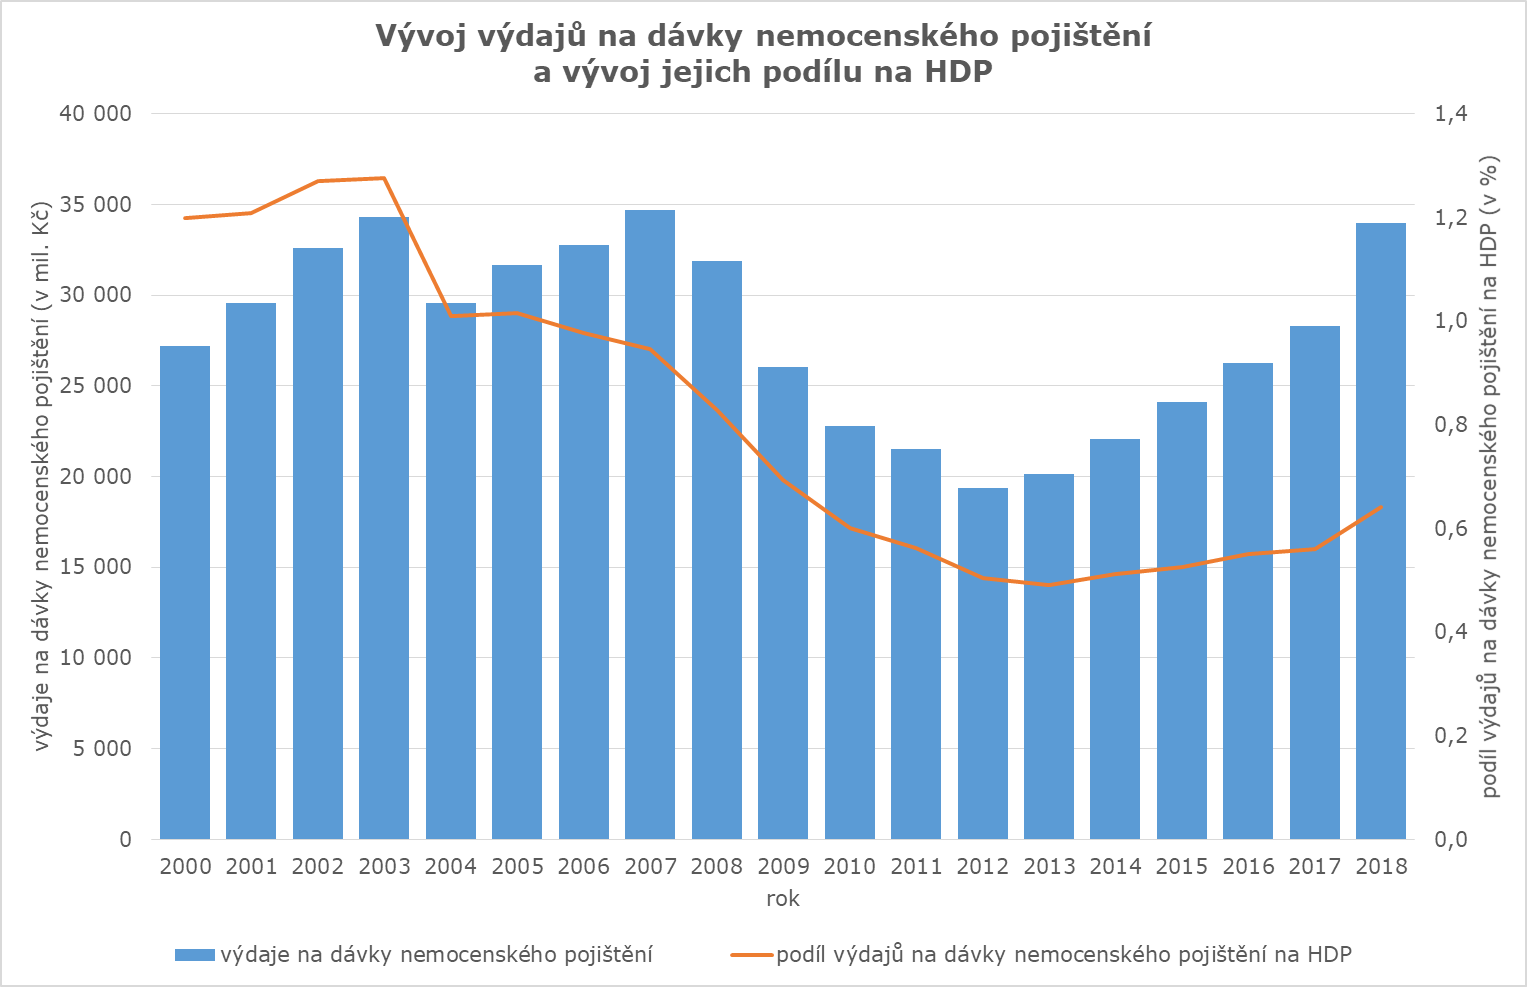 Vývoj výdajů na dávky nemocenského pojištění
a vývoj jejich podílu na HDP
výdaje na dávky nemocenského pojištění (v mil. Kč)
40 000
35 000
30 000
25 000
20 000
15 000
10 000
5 000
0
1,4
1,2
1,0
0,8
0,6
0,4
0,2
0,0
podíl výdajů na dávky nemocenského pojištění na HDP (v %)
2000 2001 2002 2003 2004 2005 2006 2007 2008 2009 2010 2011 2012 2013 2014 2015 2016 2017 2018
rok
výdaje na dávky nemocenského pojištění podíl výdajů na dávky nemocenského pojištění na HDP